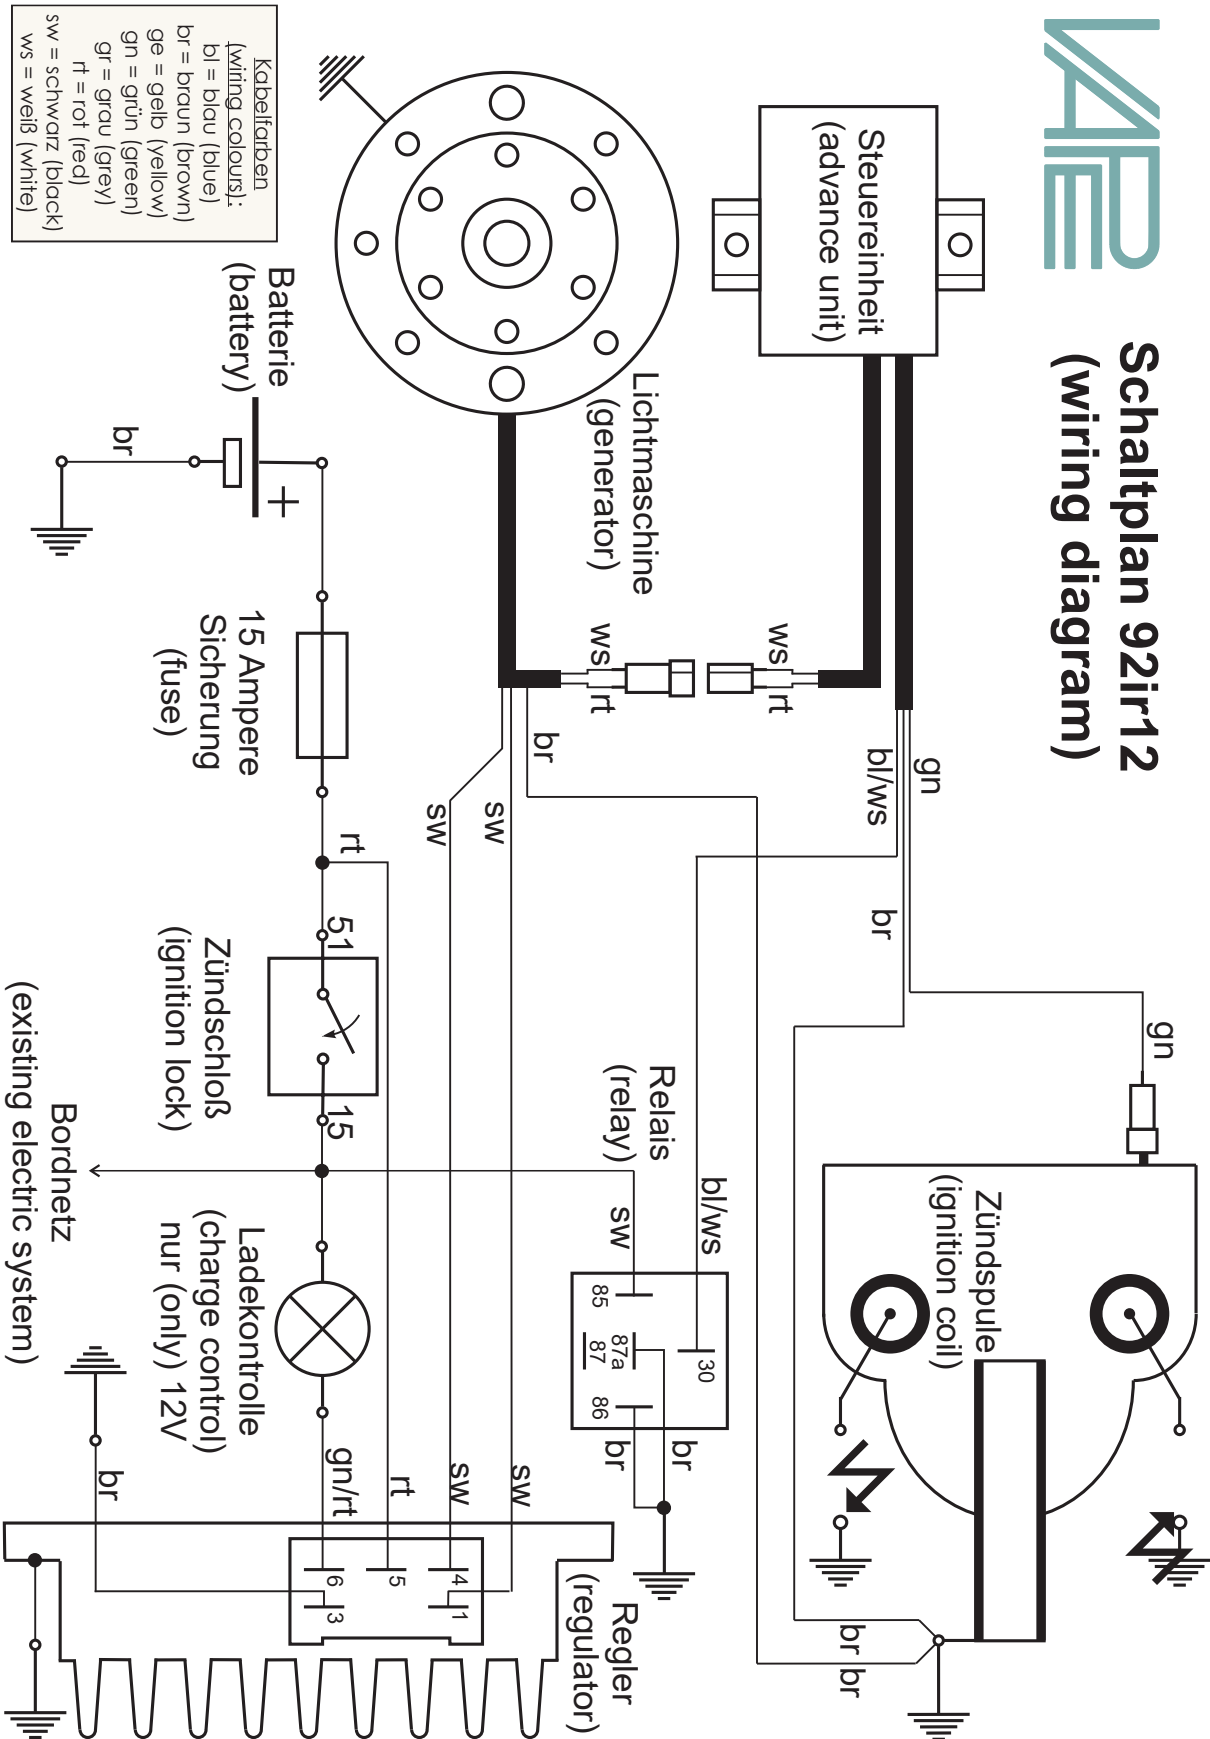 VAPE
Schaltplan 92ir12
(wiring diagram)
Steuereinheit
(advance unit)
gn
bl/ws
br
gn
Zündspule
(ignition coil)
ws
rt
ws
rt
Lichtmaschine
(generator)
br
sw
sw
Relais
(relay)
bl/ws
sw
30
85
87a
87
86
br
br
br
br
Kabelfarben
(wiring colours):
bl = blau (blue)
br = braun (brown)
ge = gelb (yellow)
gn = grün (green)
gr = grau (grey)
rt = rot (red)
sw = schwarz (black)
ws = weiß (white)
Batterie
(battery)
+
br
15 Ampere
Sicherung
(fuse)
rt
51
15
Zündschloß
(ignition lock)
Bordnetz
(existing electric system)
Ladekontrolle
(charge control)
nur (only) 12V
sw
sw
rt
gn/rt
br
1
4
5
6
3
Regler
(regulator)